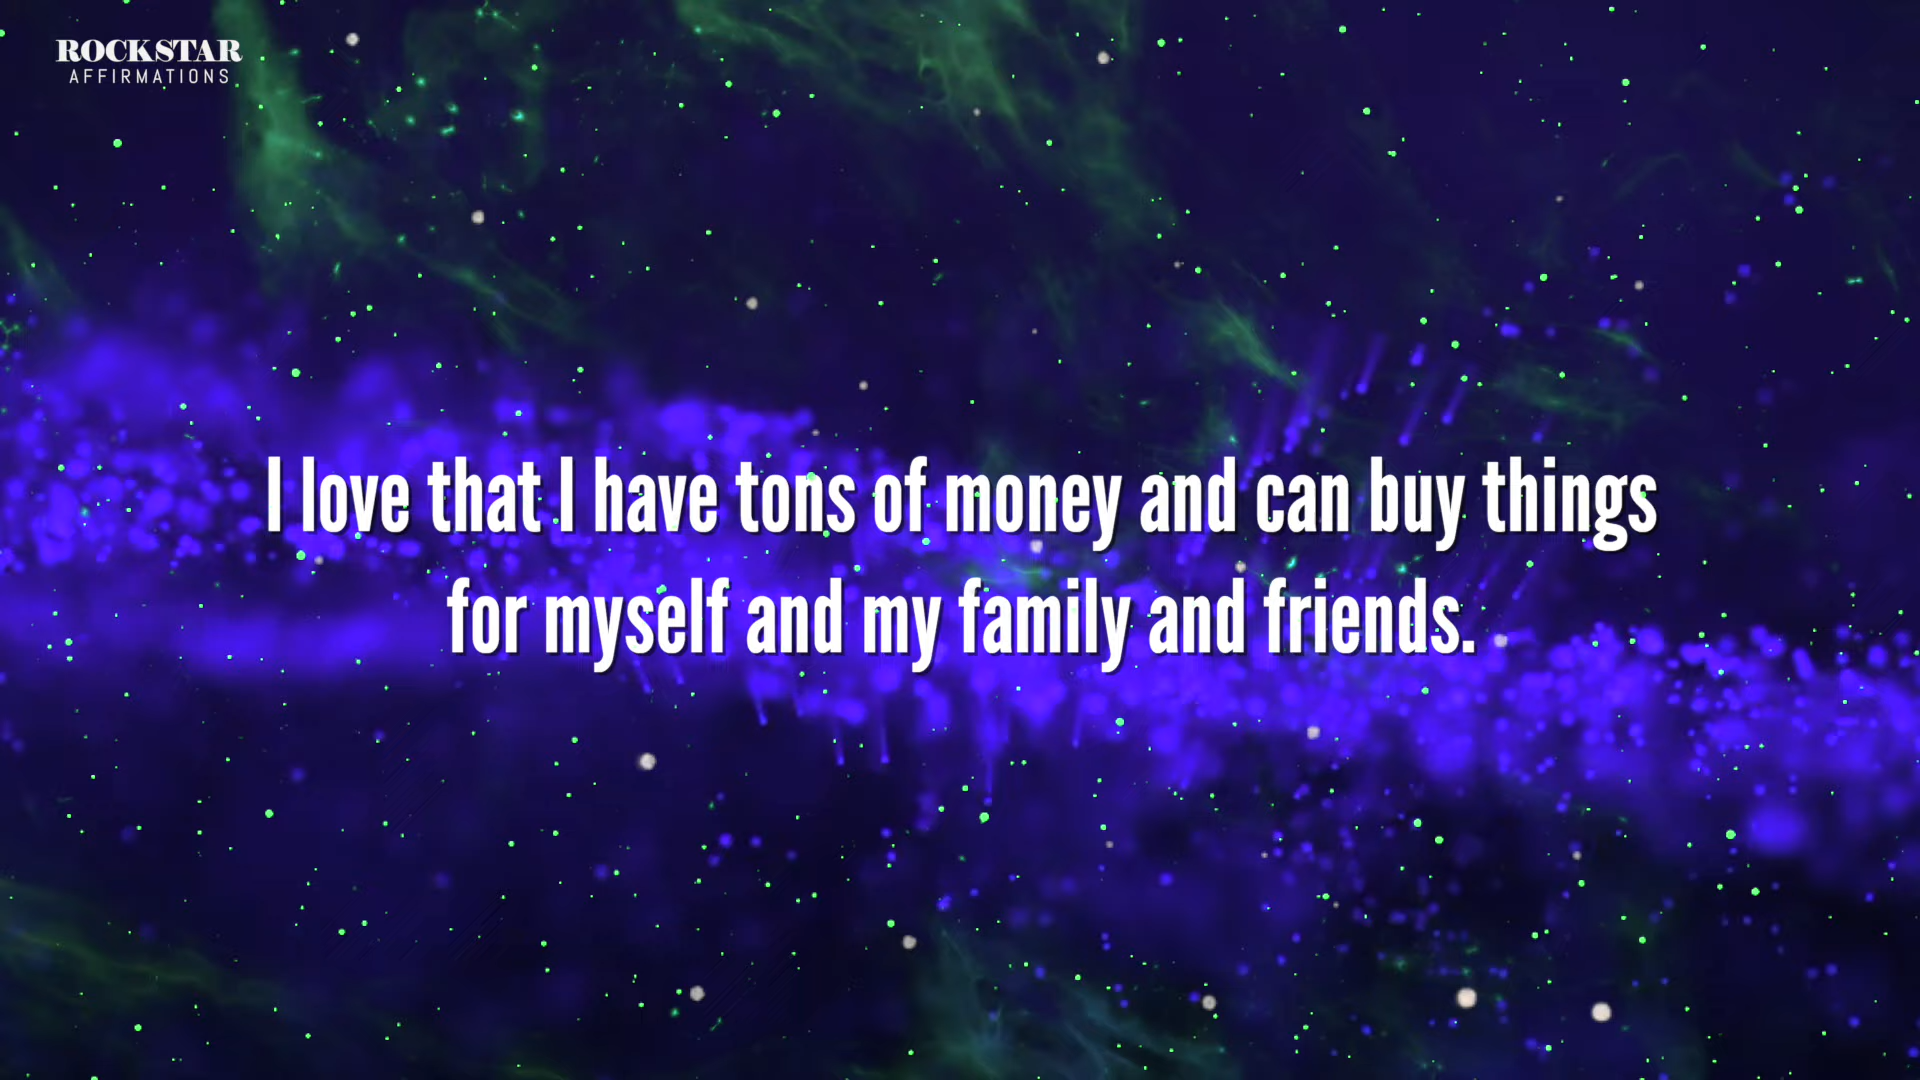 ROCKSTAR
AFFIRMATIONS
I love that I have tons of money and can buy things
for myself and my family and friends.